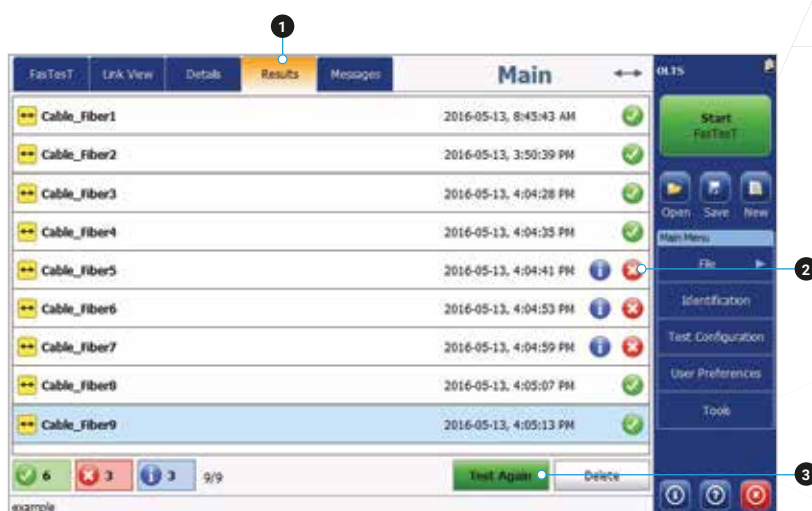 1
FasTesT Link View Details Results Messages Main OLTS
Cable_Fiber1 2016-05-13, 8:45:43 AM
Start
FasTesT
Cable_Fiber2 2016-05-13, 3:50:39 PM
Cable_Fiber3 2016-05-13, 4:04:28 PM
Open Save New
Cable_Fiber4 2016-05-13, 4:04:35 PM
Main Menu
File
Cable_Fiber5 2016-05-13, 4:04:41 PM i 2
Identification
Cable_Fiber6 2016-05-13, 4:04:53 PM i
Test Configuration
Cable_Fiber7 2016-05-13, 4:04:59 PM i
User Preferences
Cable_Fiber8 2016-05-13, 4:05:07 PM
Tools
Cable_Fiber9 2016-05-13, 4:05:13 PM
6 3 i 3 9/9 Test Again Delete 3
example i ?